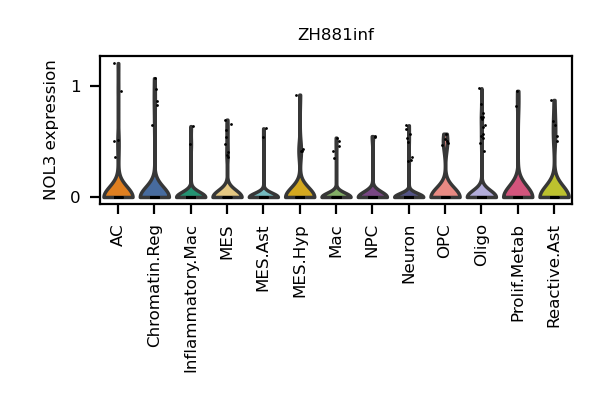 ZH881inf
NOL3 expression
1
0
AC
Chromatin.Reg
Inflammatory.Mac
MES
MES.Ast
MES.Hyp
Mac
NPC
Neuron
OPC
Oligo
Prolif.Metab
Reactive.Ast